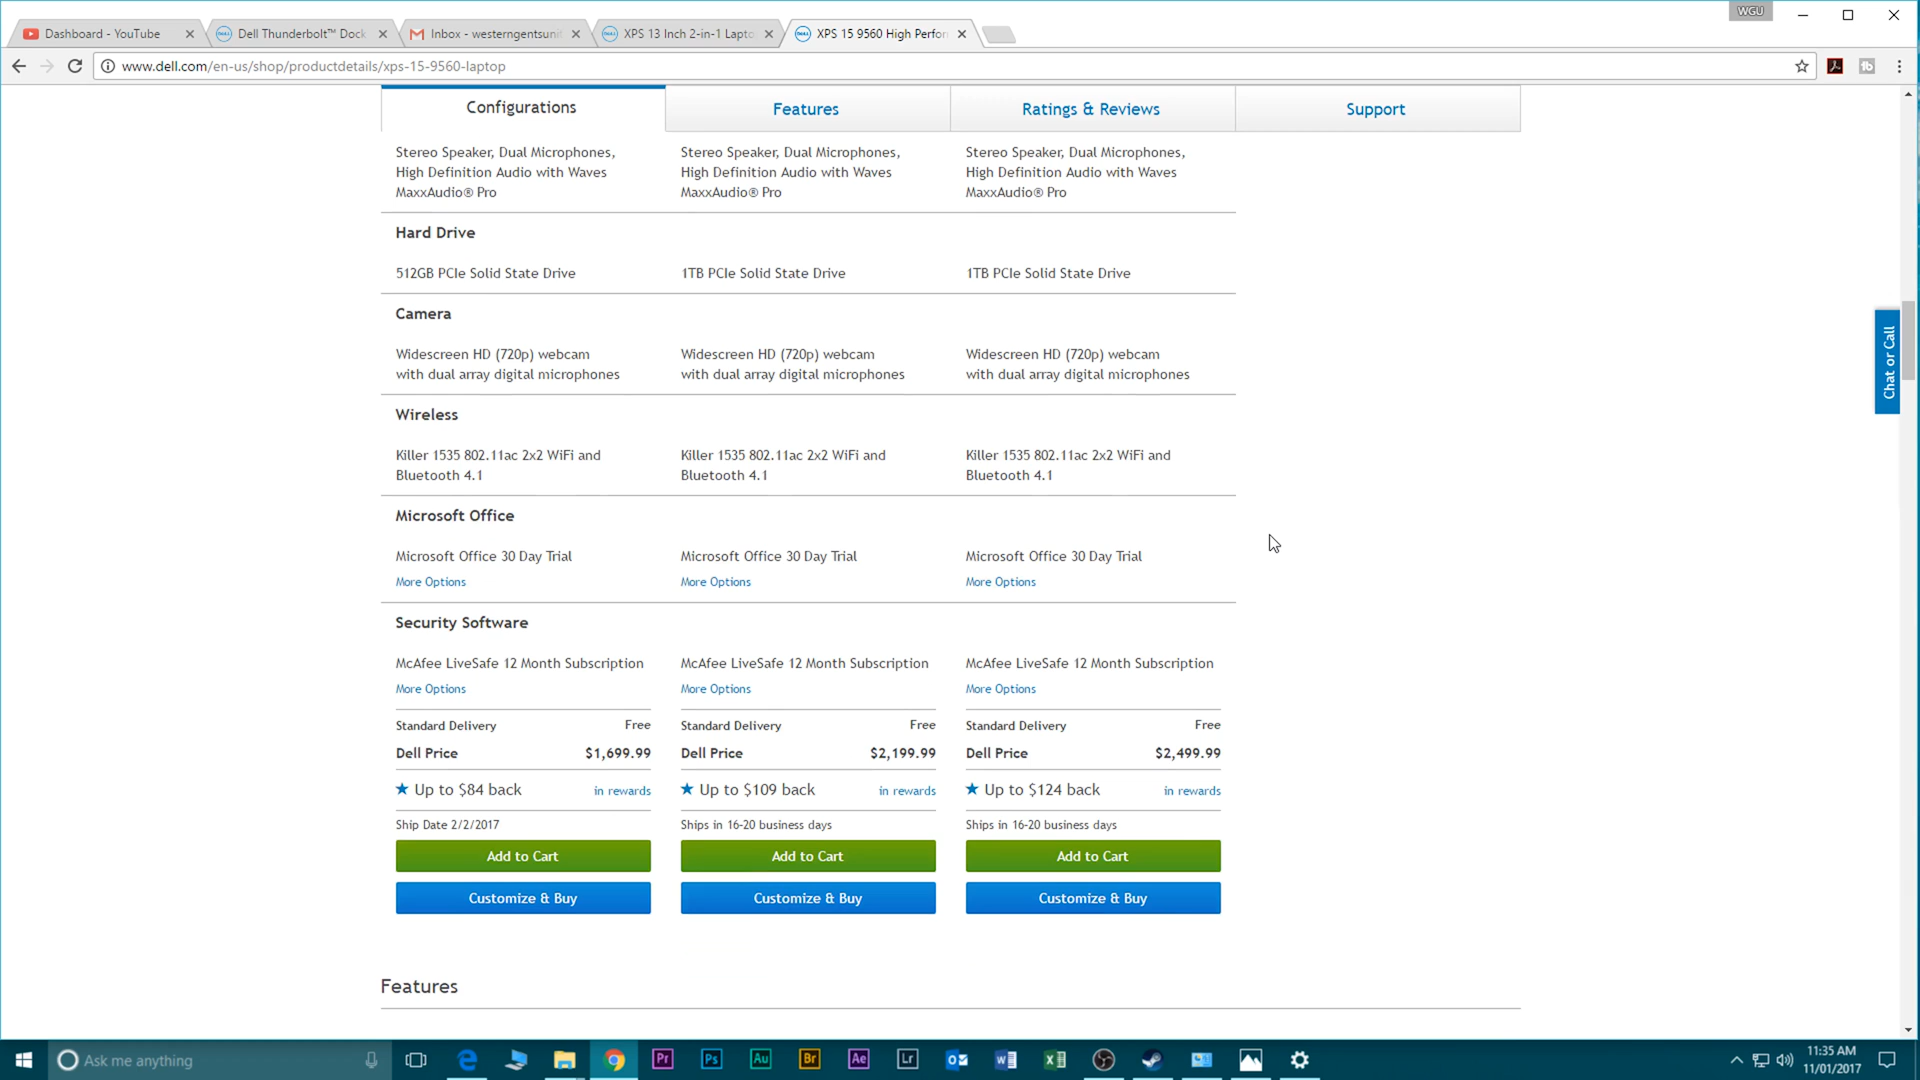 WGU
Dashboard - YouTube
Dell Thunderbolt™ Dock
Inbox - westerngentsunit
XPS 13 Inch 2-in-1 Lapto
XPS 15 9560 High Perfor
www.dell.com/en-us/shop/productdetails/xps-15-9560-laptop
Configurations
Features
Ratings & Reviews
Support
Stereo Speaker, Dual Microphones,
High Definition Audio with Waves
MaxxAudio® Pro
Stereo Speaker, Dual Microphones,
High Definition Audio with Waves
MaxxAudio® Pro
Stereo Speaker, Dual Microphones,
High Definition Audio with Waves
MaxxAudio® Pro
Hard Drive
512GB PCIe Solid State Drive
1TB PCIe Solid State Drive
1TB PCIe Solid State Drive
Camera
Widescreen HD (720p) webcam
with dual array digital microphones
Widescreen HD (720p) webcam
with dual array digital microphones
Widescreen HD (720p) webcam
with dual array digital microphones
Chat or Call
Wireless
Killer 1535 802.11ac 2x2 WiFi and
Bluetooth 4.1
Killer 1535 802.11ac 2x2 WiFi and
Bluetooth 4.1
Killer 1535 802.11ac 2x2 WiFi and
Bluetooth 4.1
Microsoft Office
Microsoft Office 30 Day Trial
More Options
Microsoft Office 30 Day Trial
More Options
Microsoft Office 30 Day Trial
More Options
Security Software
McAfee LiveSafe 12 Month Subscription
More Options
McAfee LiveSafe 12 Month Subscription
More Options
McAfee LiveSafe 12 Month Subscription
More Options
Standard Delivery Free
Dell Price $1,699.99
Up to $84 back in rewards
Ship Date 2/2/2017
Add to Cart
Customize & Buy
Standard Delivery Free
Dell Price $2,199.99
Up to $109 back in rewards
Ships in 16-20 business days
Add to Cart
Customize & Buy
Standard Delivery Free
Dell Price $2,499.99
Up to $124 back in rewards
Ships in 16-20 business days
Add to Cart
Customize & Buy
Features
Ask me anything
Pr
Ps
Au
Br
Ae
Lr
11:35 AM
11/01/2017